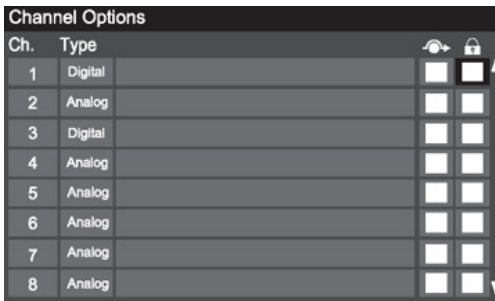 Channel Options
Ch. Type
1 Digital
2 Analog
3 Digital
4 Analog
5 Analog
6 Analog
7 Analog
8 Analog